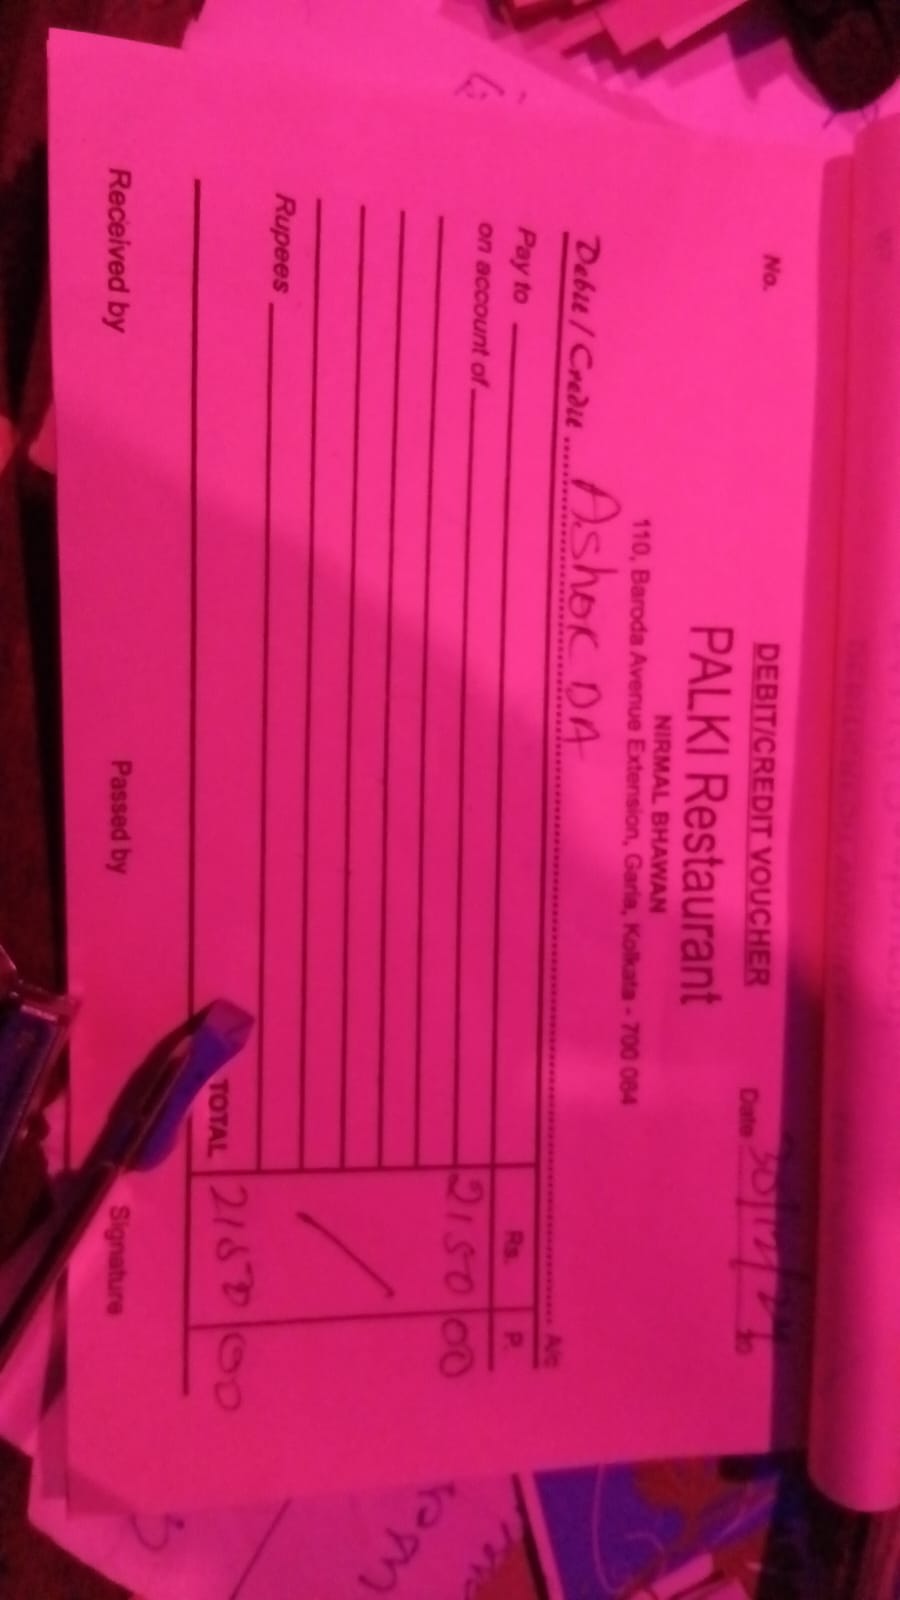 DEBIT/CREDIT VOUCHER
No.
Date 30/12/24 20
PALKI Restaurant
NIRMAL BHAWAN
110, Baroda Avenue Extension, Garia, Kolkata - 700 084
Debit / Credit Ashok DA A/c
Pay to Rs. P.
on account of 2150 00
Rupees
TOTAL 2150 00
Received by Passed by Signature